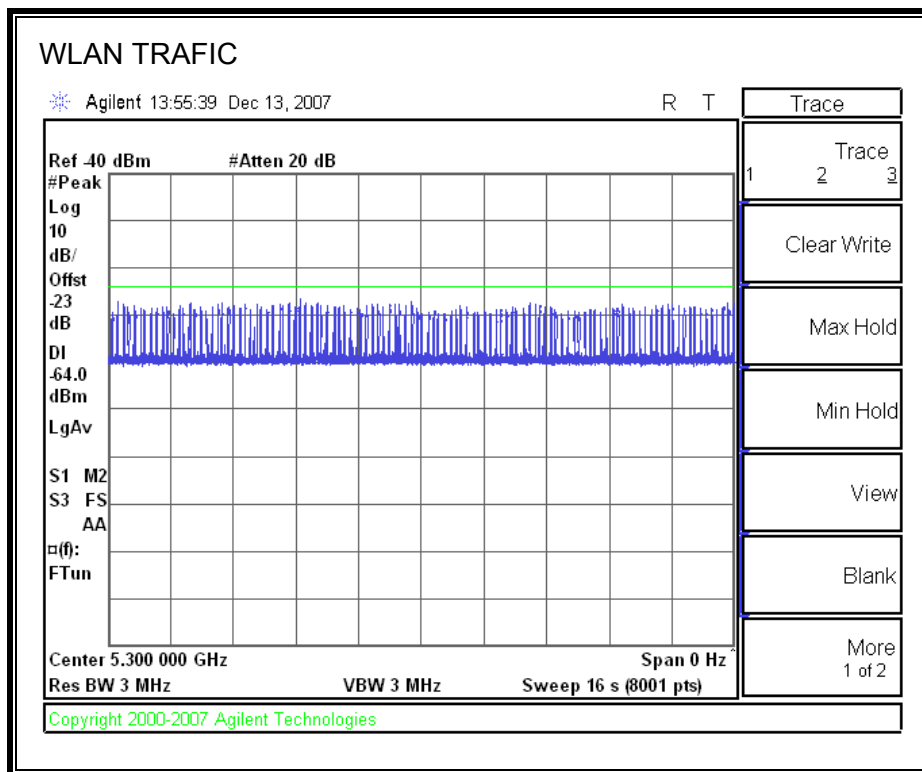 WLAN TRAFIC
Agilent 13:55:39 Dec 13, 2007 R T
Ref -40 dBm #Atten 20 dB
#Peak
Log
10
dB/
Offst
-23
dB
DI
-64.0
dBm
LgAv
S1 M2
S3 FS
AA
¤(f):
FTun
Center 5.300 000 GHz Span 0 Hz^
Res BW 3 MHz VBW 3 MHz Sweep 16 s (8001 pts)
Copyright 2000-2007 Agilent Technologies
Trace
Trace
1 2 3
Clear Write
Max Hold
Min Hold
View
Blank
More
1 of 2